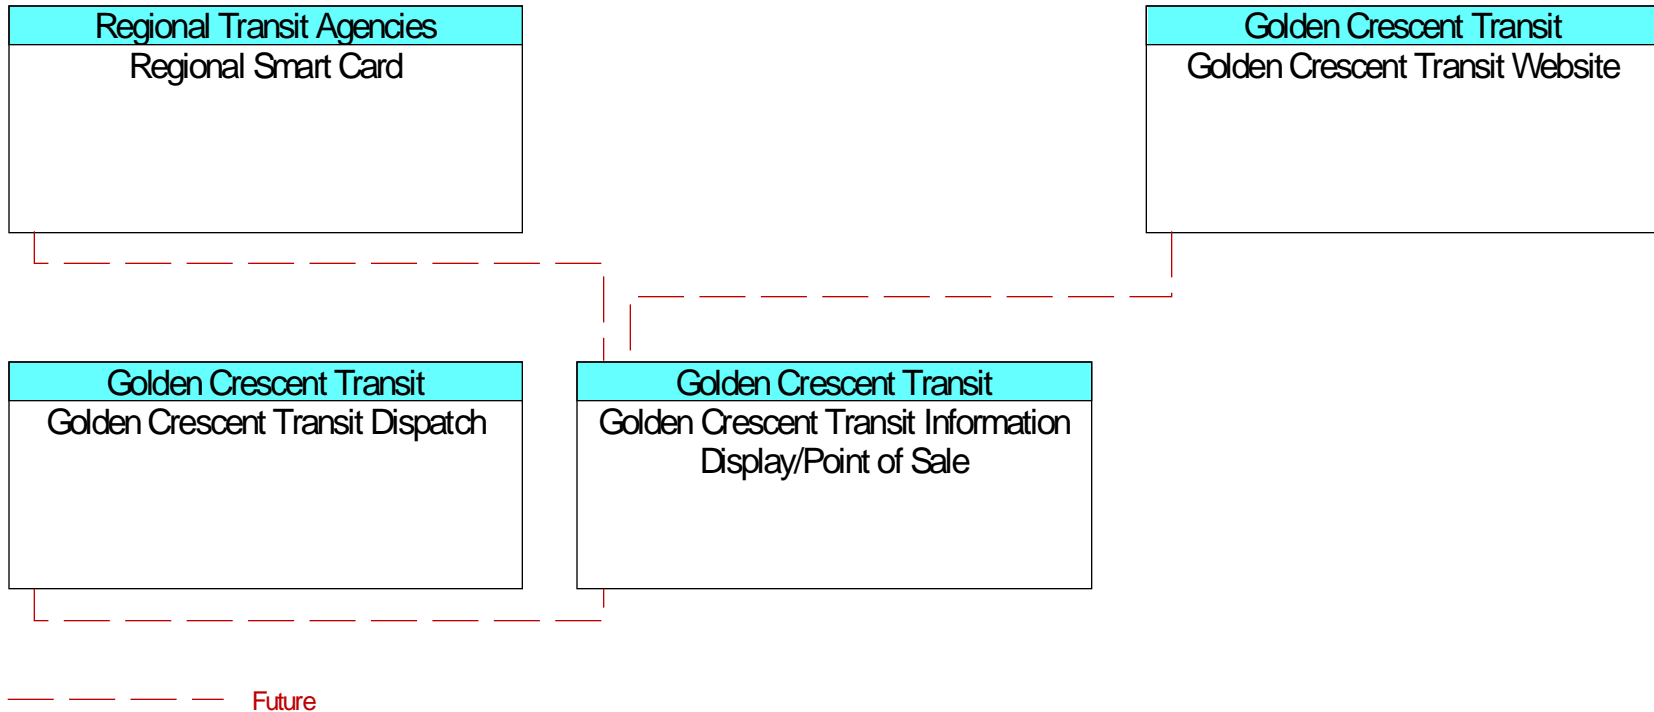 Regional Transit Agencies
Regional Smart Card
Golden Crescent Transit
Golden Crescent Transit Website
Golden Crescent Transit
Golden Crescent Transit Dispatch
Golden Crescent Transit
Golden Crescent Transit Information
Display/Point of Sale
Future